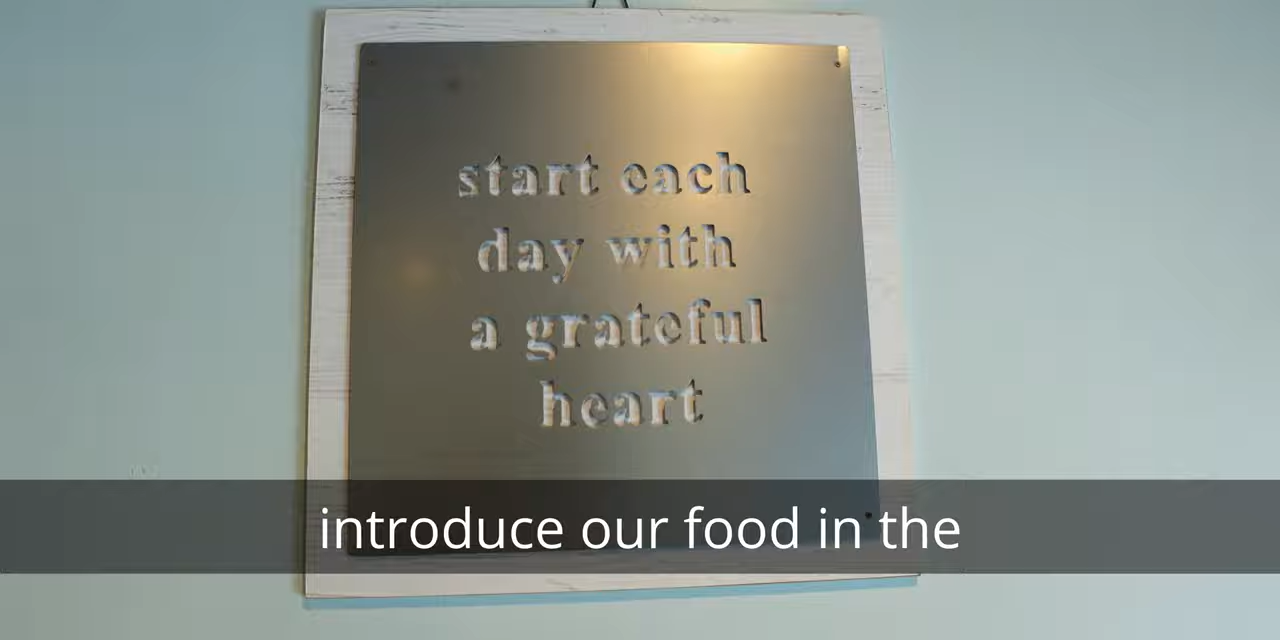 start each
day with
a grateful
heart
introduce our food in the